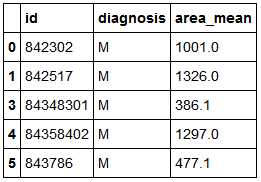 id diagnosis area_mean
0 842302 M 1001.0
1 842517 M 1326.0
3 84348301 M 386.1
4 84358402 M 1297.0
5 843786 M 477.1